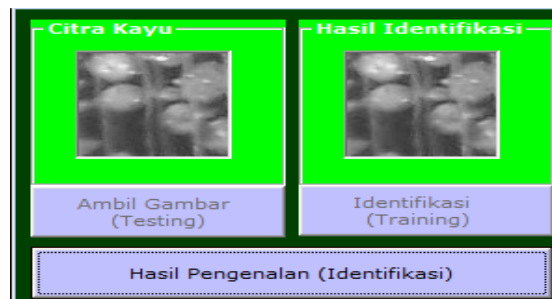 Citra Kayu
Hasil Identifikasi
Ambil Gambar
(Testing)
Identifikasi
(Training)
Hasil Pengenalan (Identifikasi)